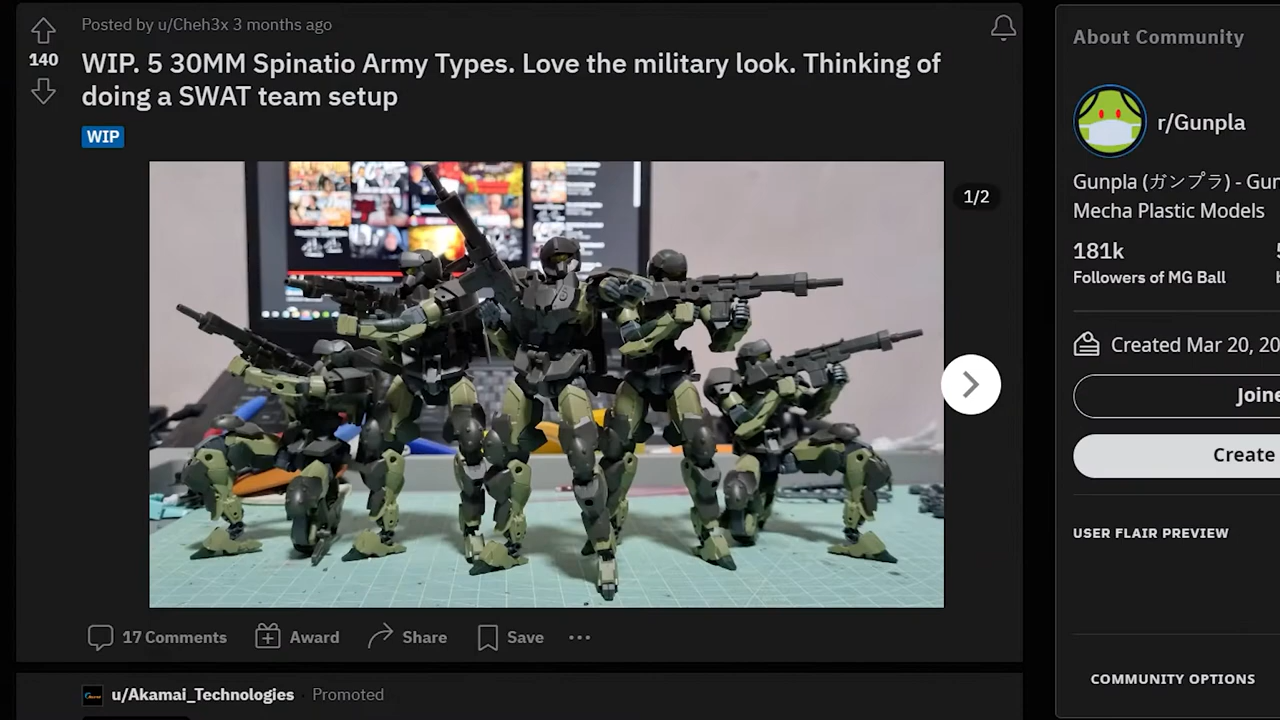 Posted by u/Cheh3x 3 months ago
140
WIP. 5 30MM Spinatio Army Types. Love the military look. Thinking of
doing a SWAT team setup
WIP
1/2
17 Comments
Award
Share
Save
u/Akamai_Technologies · Promoted
About Community
r/Gunpla
Gunpla (ガンプラ) - Gun
Mecha Plastic Models
181k
Followers of MG Ball
Created Mar 20, 20
Joine
Create
USER FLAIR PREVIEW
COMMUNITY OPTIONS